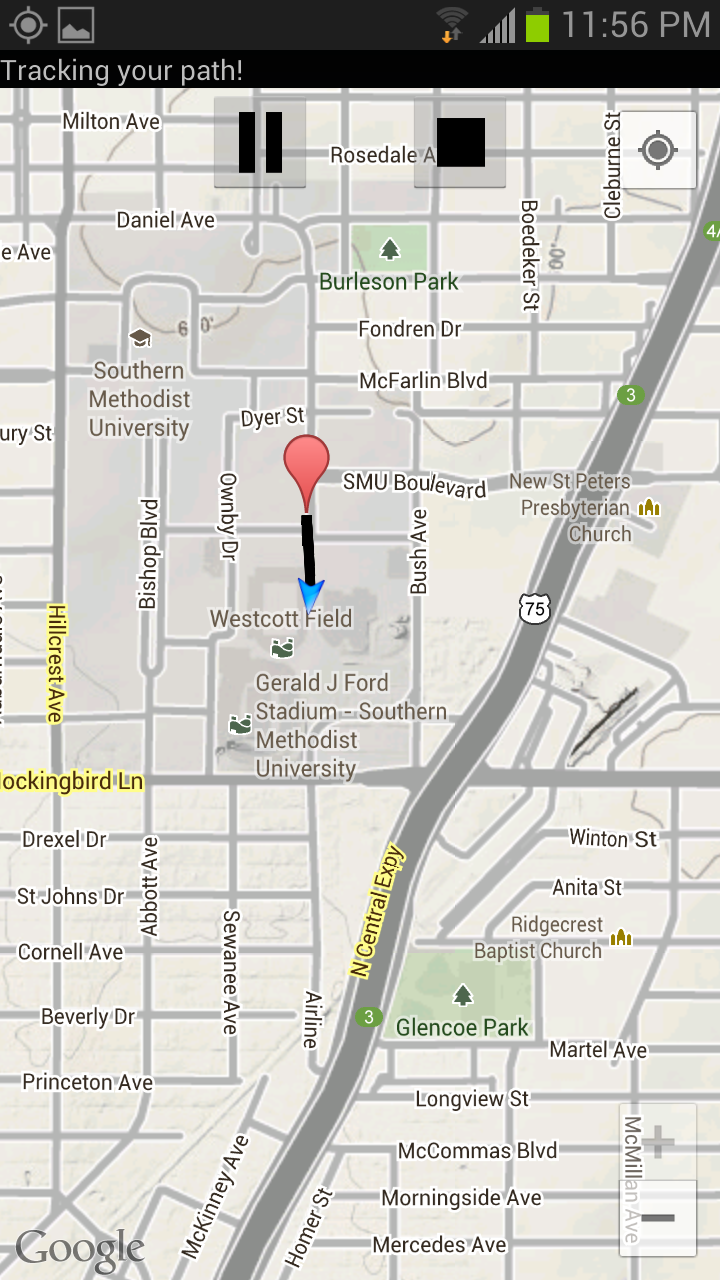 11:56 PM
Tracking your path!
Milton Ave
Rosedale A
Cleburne St
Daniel Ave
Boedeker St
4
e Ave
Burleson Park
Fondren Dr
Southern
Methodist
University
McFarlin Blvd
3
Dyer St
ury St
SMU Boulevard
New St Peters
Presbyterian
Church
Ownby Dr
Bishop Blvd
Bush Ave
75
Westcott Field
Hillcrest Ave
Gerald J Ford
Stadium - Southern
Methodist
University
lockingbird Ln
Drexel Dr
Winton St
Abbott Ave
N Central Expy
St Johns Dr
Anita St
Ridgecrest
Baptist Church
Sewanee Ave
Cornell Ave
Airline
Beverly Dr
3
Glencoe Park
Martel Ave
Princeton Ave
Longview St
McKinney Ave
McCommas Blvd
McMillan Ave
Homer St
Morningside Ave
Mercedes Ave
Google